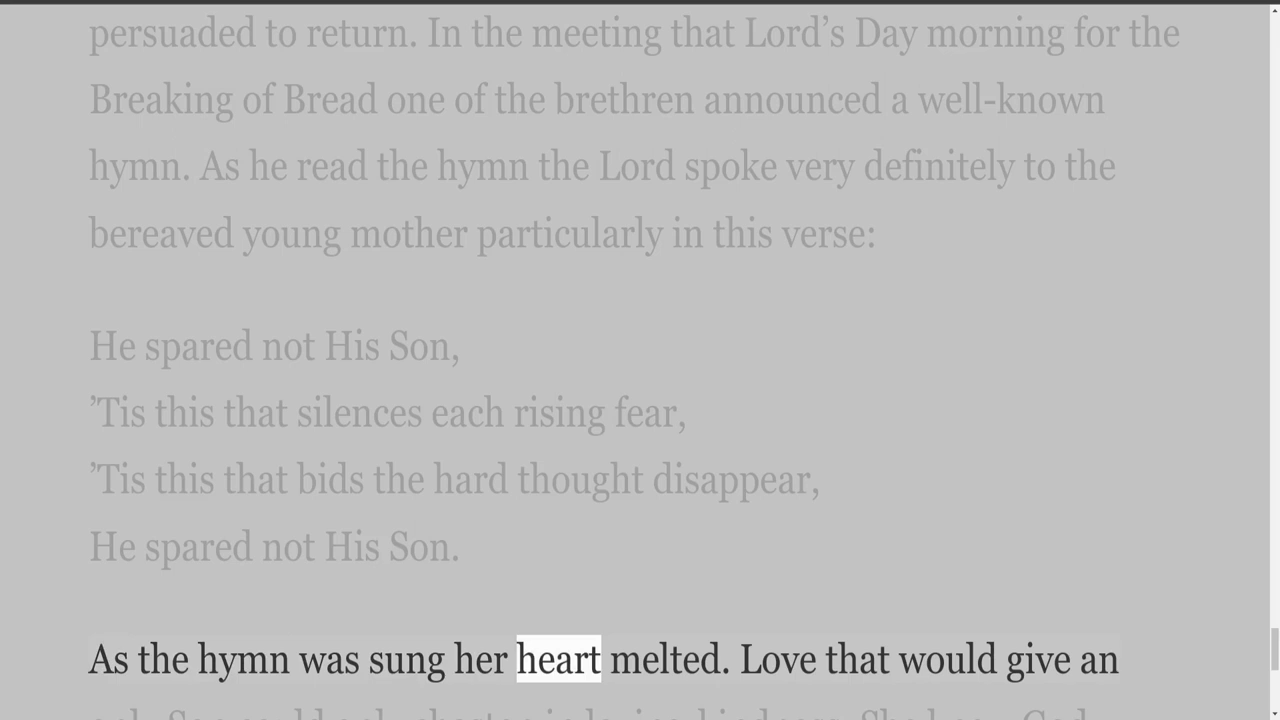 persuaded to return. In the meeting that Lord’s Day morning for the
Breaking of Bread one of the brethren announced a well-known
hymn. As he read the hymn the Lord spoke very definitely to the
bereaved young mother particularly in this verse:
He spared not His Son,
’Tis this that silences each rising fear,
’Tis this that bids the hard thought disappear,
He spared not His Son.
As the hymn was sung her heart melted. Love that would give an